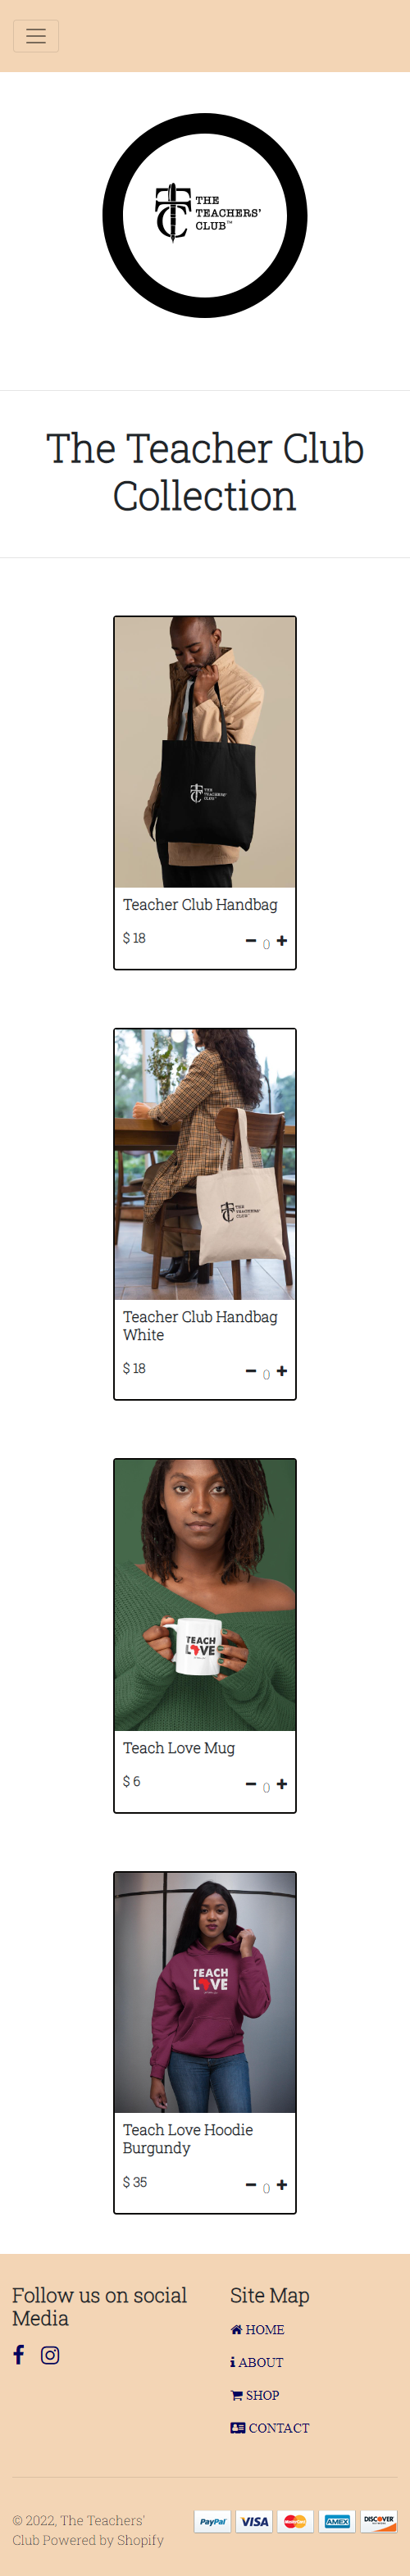 THE
TEACHERS'
CLUB™
The Teacher Club
Collection
THE
TEACHERS'
CLUB
Teacher Club Handbag
$ 18
0
THE
TEACHERS'
CLUB
Teacher Club Handbag
White
$ 18
0
TEACH
LOVE
Teach Love Mug
$ 6
0
TEACH
LOVE
Teach Love Hoodie
Burgundy
$ 35
0
Follow us on social
Media
Site Map
HOME
ABOUT
SHOP
CONTACT
© 2022, The Teachers'
Club Powered by Shopify
PayPal
VISA
MasterCard
AMEX
DISCOVER